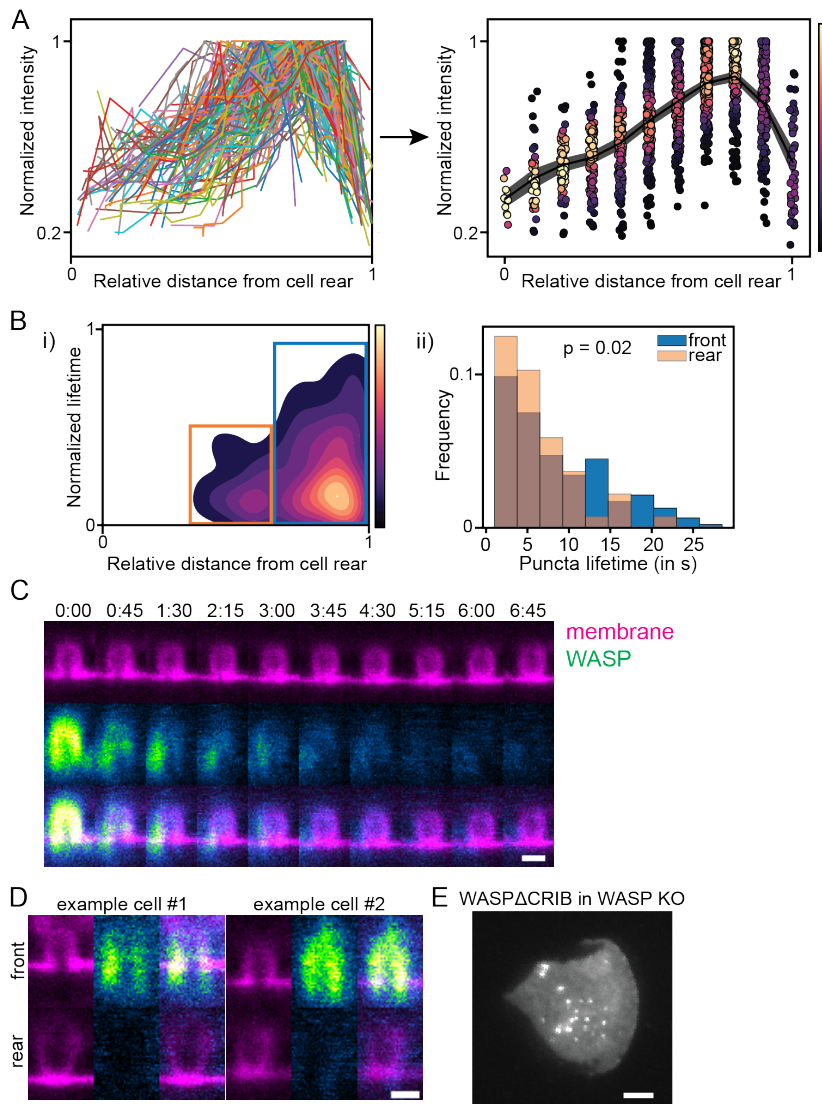 A
Normalized intensity
1
0.2
0
1
Relative distance from cell rear
Normalized intensity
1
0.2
0
1
Relative distance from cell rear
B
i)
Normalized lifetime
1
0
0
1
Relative distance from cell rear
ii)
p = 0.02
front
rear
Frequency
0.1
0
0
5
10
15
20
25
Puncta lifetime (in s)
C
0:00 0:45 1:30 2:15 3:00 3:45 4:30 5:15 6:00 6:45
membrane
WASP
D
example cell #1
example cell #2
front
rear
E
WASPΔCRIB in WASP KO